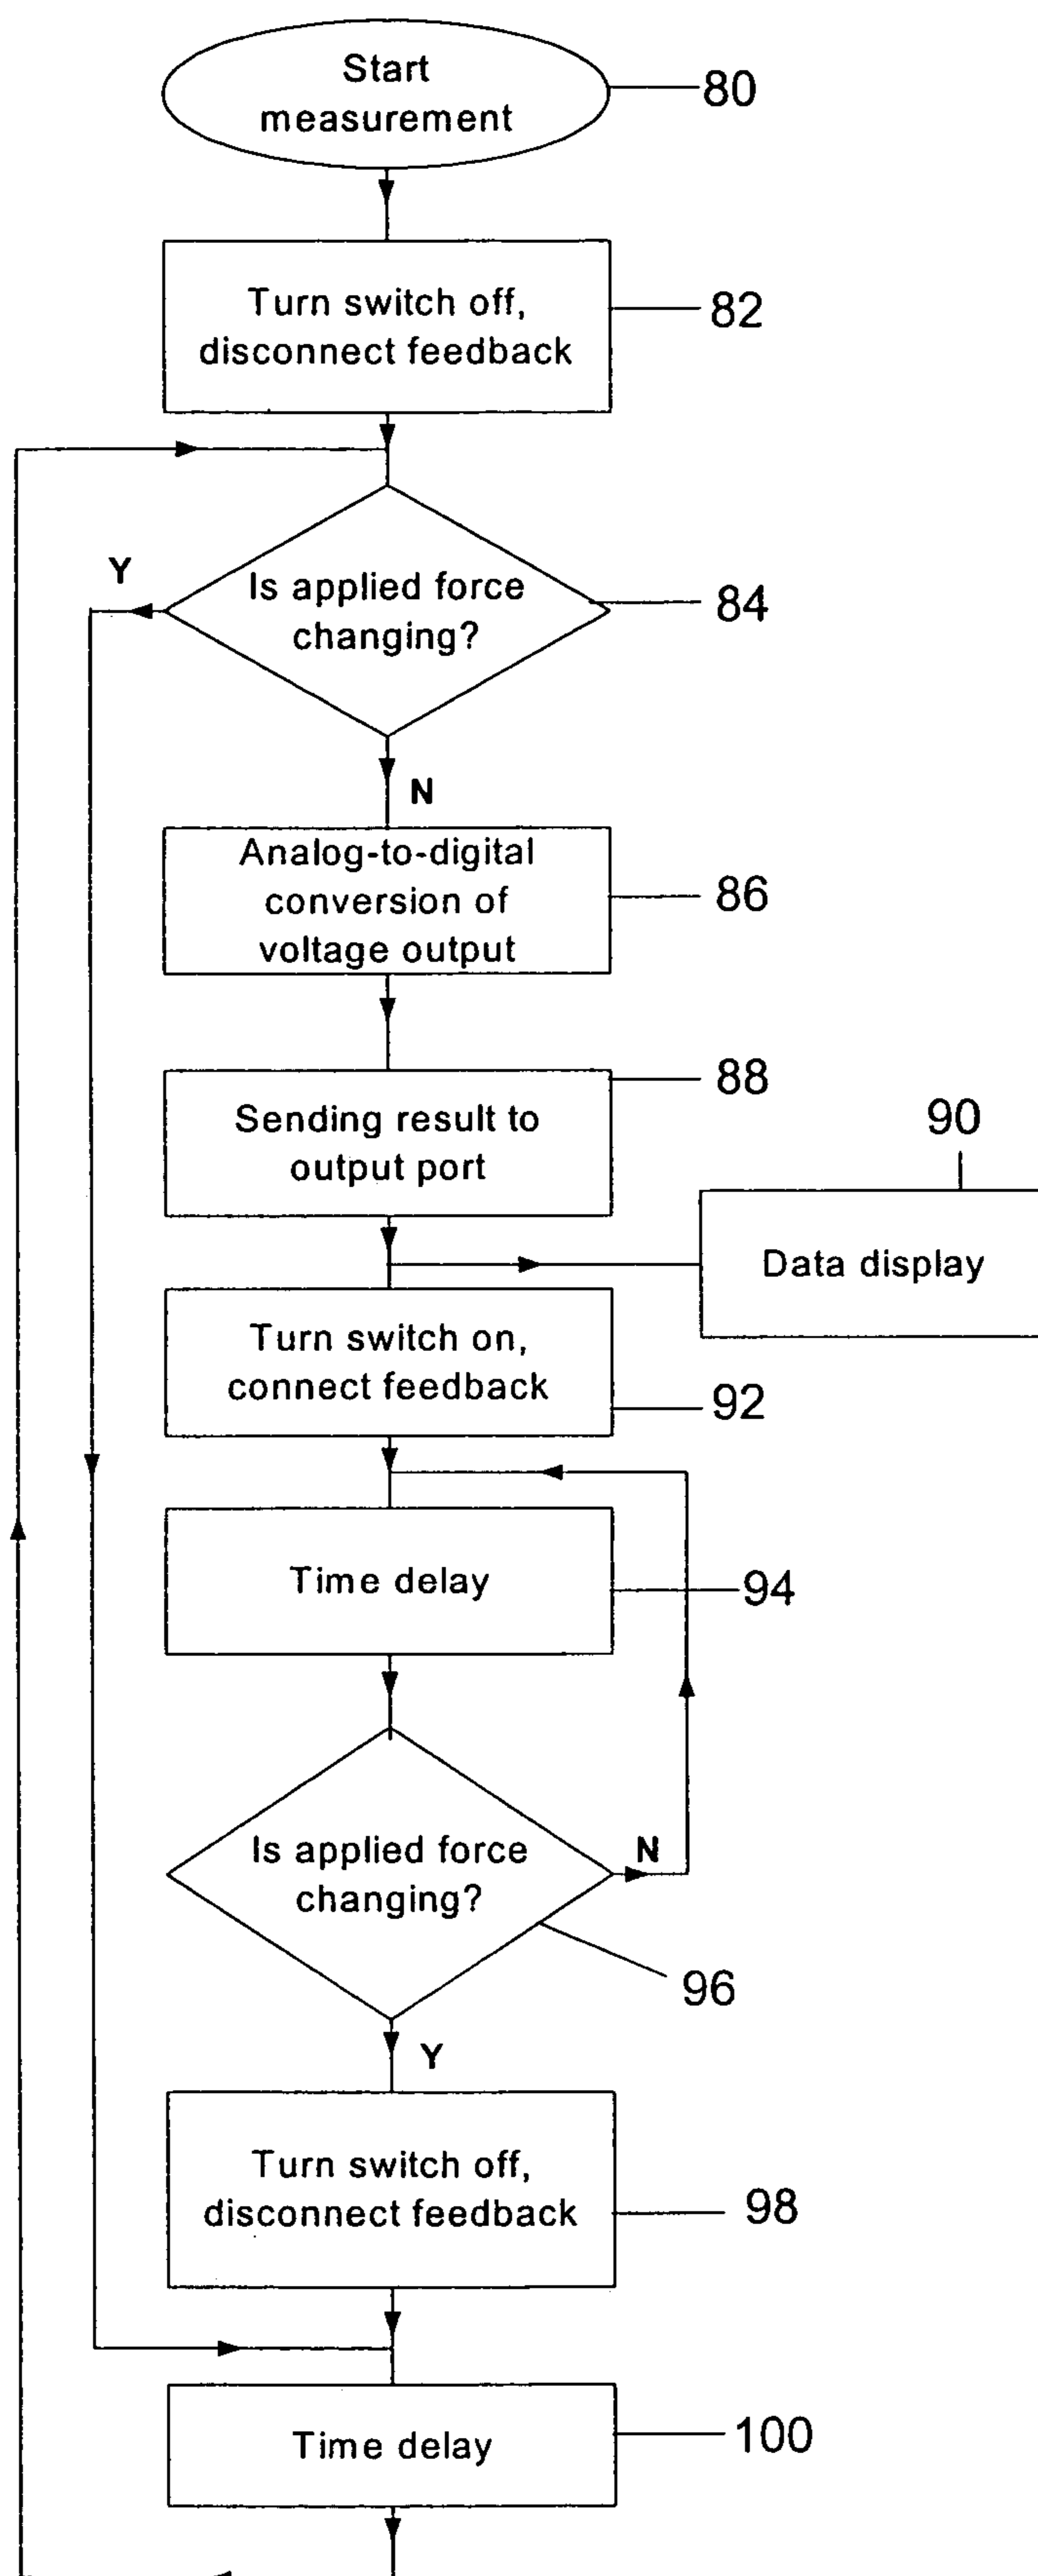 Start
measurement
80
Turn switch off,
disconnect feedback
82
Y
Is applied force
changing?
84
N
Analog-to-digital
conversion of
voltage output
86
Sending result to
output port
88
90
Data display
Turn switch on,
connect feedback
92
Time delay
94
Is applied force
changing?
N
96
Y
Turn switch off,
disconnect feedback
98
Time delay
100